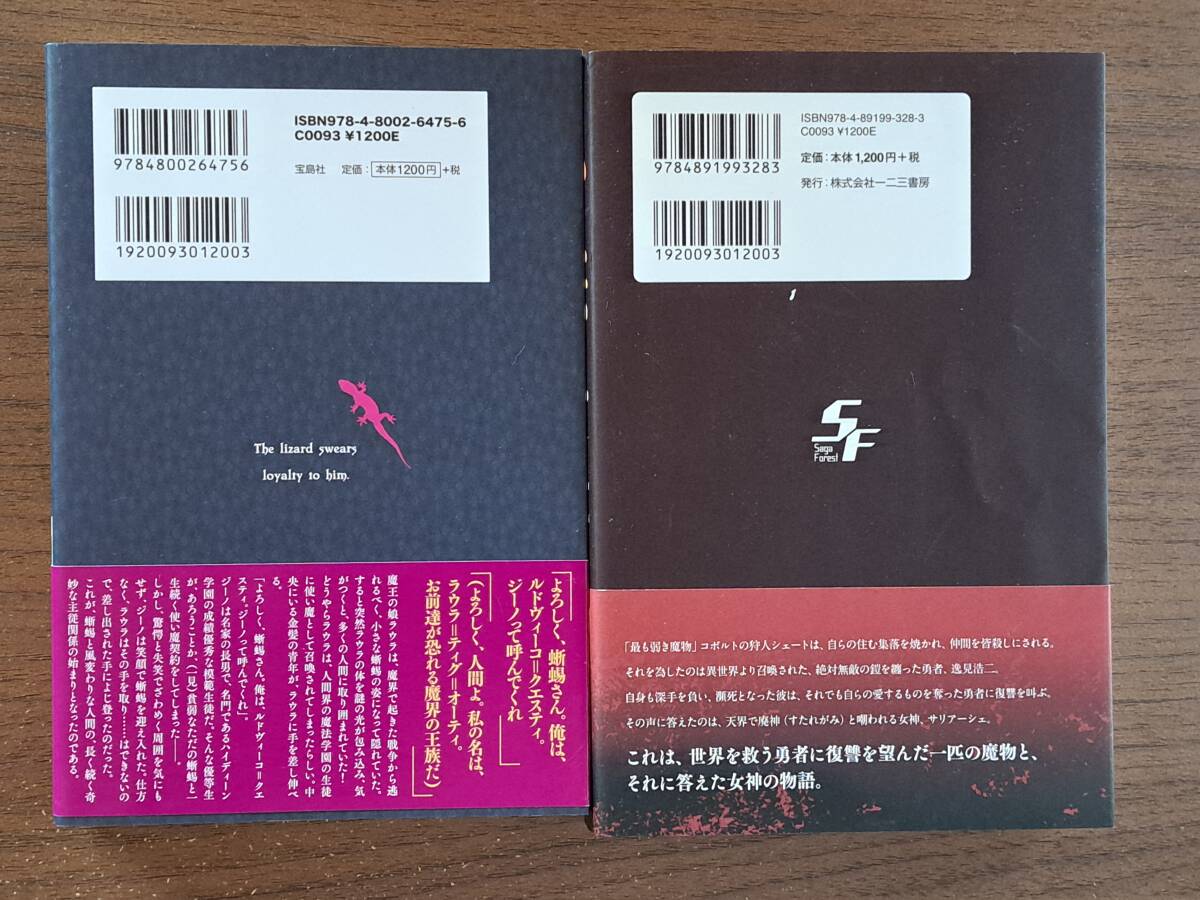 ISBN978-4-8002-6475-6
C0093 ¥1200E
9784800264756
宝島社 定価：本体1200円+税
1920093012003
The lizard swears
loyalty to him.
「よろしく、蜥蜴さん。俺は、
ルドヴィーコ＝クエスティ。
ジーノって呼んでくれ」
（よろしく、人間よ。私の名は、
ラウラ＝ティ・グ＝オーティ。
お前達が恐れる魔界の王族だ）
魔王の娘ラウラは、魔界で起きた戦争から逃
れるべく、小さな蜥蜴の姿になって隠れていた。
すると突然ラウラの体を謎の光が包み込み、気
がつくと、多くの人間に取り囲まれていた！
どうやらラウラは、人間界の魔法学園の生徒
に使い魔として召喚されてしまったらしい。中
央にいる金髪の青年が、ラウラに手を差し伸べ
る。
「よろしく、蜥蜴さん、俺は、ルドヴィーコ＝クエ
スティ。ジーノって呼んでくれ」。
ジーノは名家の長男で、名門であるハイディーン
学園の成績優秀な模範生徒だ。そんな優等生
が、あろうことか（一見）貧弱なただの蜥蜴と一
生続く使い魔契約をしてしまった――。
しかし、驚愕と失笑でざわめく周囲を気にも
せず、ジーノは笑顔で蜥蜴を迎え入れた。仕方
なく、ラウラはその手を取り……はできないの
で、差し出された手によじと登ったのだった。
これが、蜥蜴と風変わりな人間の、長く続く奇
妙な主従関係の始まりとなったのである。
ISBN978-4-89199-328-3
C0093 ¥1200E
9784891993283
定価：本体1,200円+税
発行：株式会社一二三書房
1920093012003
SF
Saga
Forest
「最も弱き魔物」コボルトの狩人シェートは、自らの住む集落を焼かれ、仲間を皆殺しにされる。
それを為したのは異世界より召喚された、絶対無敵の鎧を纏った勇者、逸見浩二。
自身も深手を負い、瀕死となった彼は、それでも自らの愛するものを奪った勇者に復讐を叫ぶ。
その声に答えたのは、天界で廃神（すたれがみ）と嘲われる女神、サリアーシェ。
これは、世界を救う勇者に復讐を望んだ一匹の魔物と、
それに答えた女神の物語。